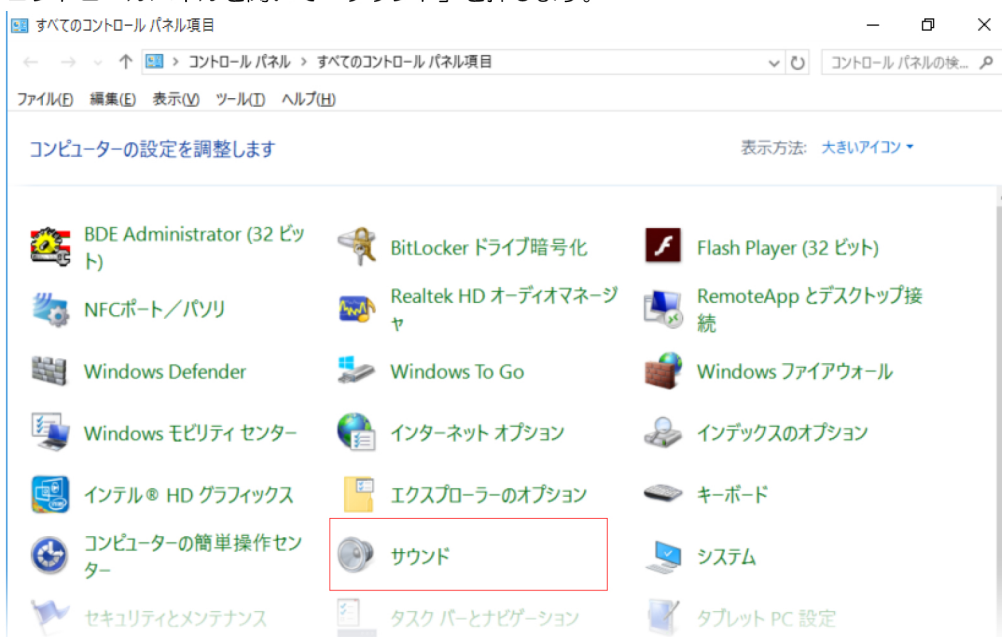 すべてのコントロール パネル項目
コントロール パネル › すべてのコントロール パネル項目
コントロール パネルの検...
ファイル(F) 編集(E) 表示(V) ツール(T) ヘルプ(H)
コンピューターの設定を調整します
表示方法: 大きいアイコン
BDE Administrator (32 ビッ
ト)
BitLocker ドライブ暗号化
Flash Player (32 ビット)
NFCポート／パソリ
Realtek HD オーディオマネージ
ャ
RemoteApp とデスクトップ接
続
Windows Defender
Windows To Go
Windows ファイアウォール
Windows モビリティ センター
インターネット オプション
インデックスのオプション
インテル® HD グラフィックス
エクスプローラーのオプション
キーボード
コンピューターの簡単操作セン
ター
サウンド
システム
セキュリティとメンテナンス
タスク バーとナビゲーション
タブレット PC 設定